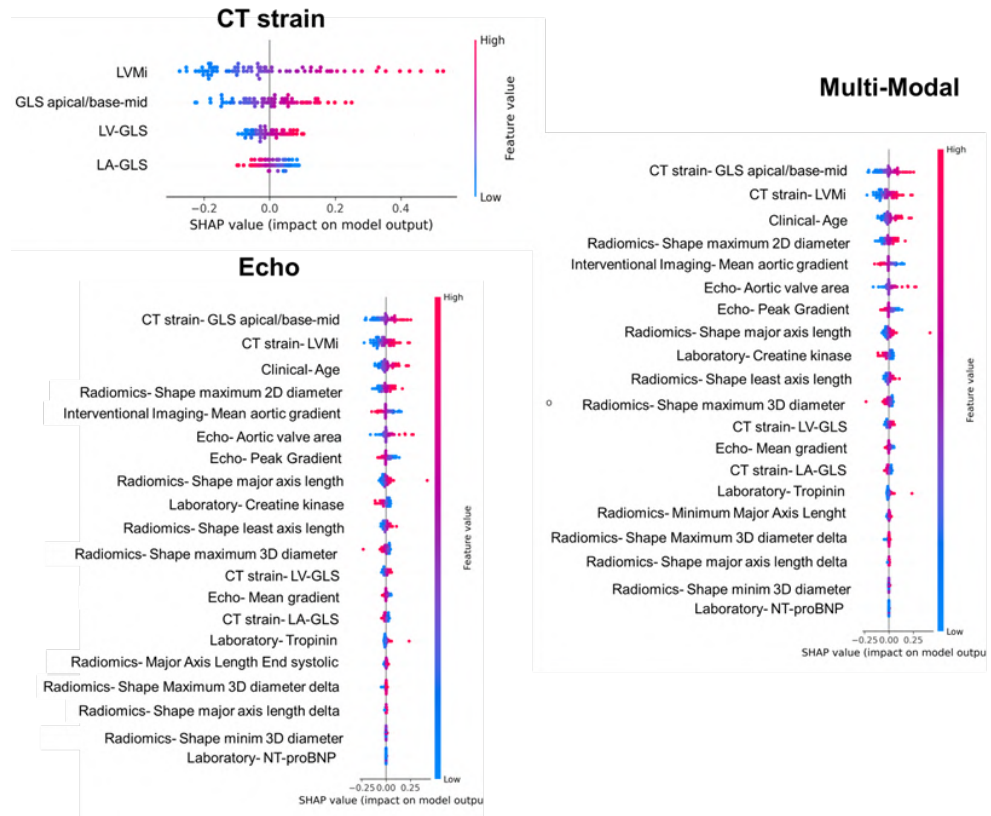 CT strain
High
LVMi
GLS apical/base-mid
LV-GLS
LA-GLS
Feature value
Low
−0.2 0.0 0.2 0.4
SHAP value (impact on model output)
Echo
High
CT strain- GLS apical/base-mid
CT strain- LVMi
Clinical- Age
Radiomics- Shape maximum 2D diameter
Interventional Imaging- Mean aortic gradient
Echo- Aortic valve area
Echo- Peak Gradient
Radiomics- Shape major axis length
Laboratory- Creatine kinase
Radiomics- Shape least axis length
Radiomics- Shape maximum 3D diameter
CT strain- LV-GLS
Echo- Mean gradient
CT strain- LA-GLS
Laboratory- Tropinin
Radiomics- Major Axis Length End systolic
Radiomics- Shape Maximum 3D diameter delta
Radiomics- Shape major axis length delta
Radiomics- Shape minim 3D diameter
Laboratory- NT-proBNP
Feature value
Low
−0.25 0.00 0.25
SHAP value (impact on model outpu
Multi-Modal
High
CT strain- GLS apical/base-mid
CT strain- LVMi
Clinical- Age
Radiomics- Shape maximum 2D diameter
Interventional Imaging- Mean aortic gradient
Echo- Aortic valve area
Echo- Peak Gradient
Radiomics- Shape major axis length
Laboratory- Creatine kinase
Radiomics- Shape least axis length
Radiomics- Shape maximum 3D diameter
CT strain- LV-GLS
Echo- Mean gradient
CT strain- LA-GLS
Laboratory- Tropinin
Radiomics- Minimum Major Axis Lenght
Radiomics- Shape Maximum 3D diameter delta
Radiomics- Shape major axis length delta
Radiomics- Shape minim 3D diameter
Laboratory- NT-proBNP
Feature value
Low
−0.25 0.00 0.25
SHAP value (impact on model outpu